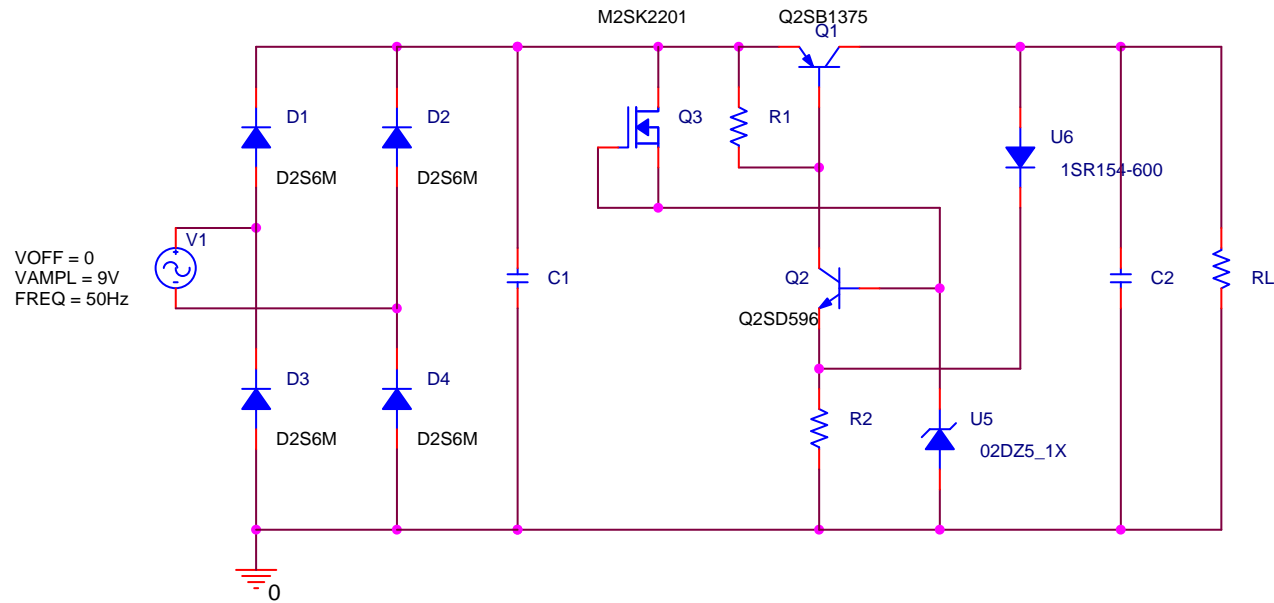 M2SK2201
Q2SB1375
Q1
D1
D2
Q3
R1
U6
1SR154-600
D2S6M
D2S6M
V1
VOFF = 0
VAMPL = 9V
FREQ = 50Hz
C1
Q2
Q2SD596
C2
RL
D3
D4
R2
U5
D2S6M
D2S6M
02DZ5_1X
0